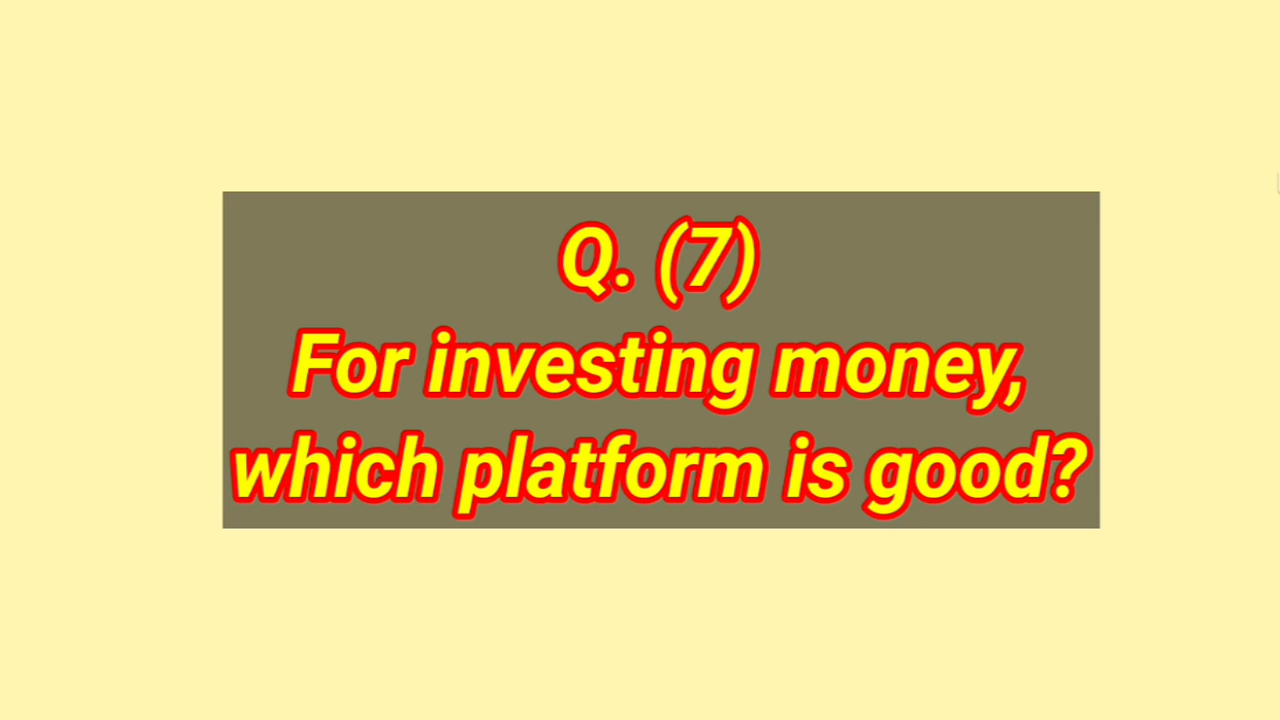 Q. (7)
For investing money,
which platform is good?